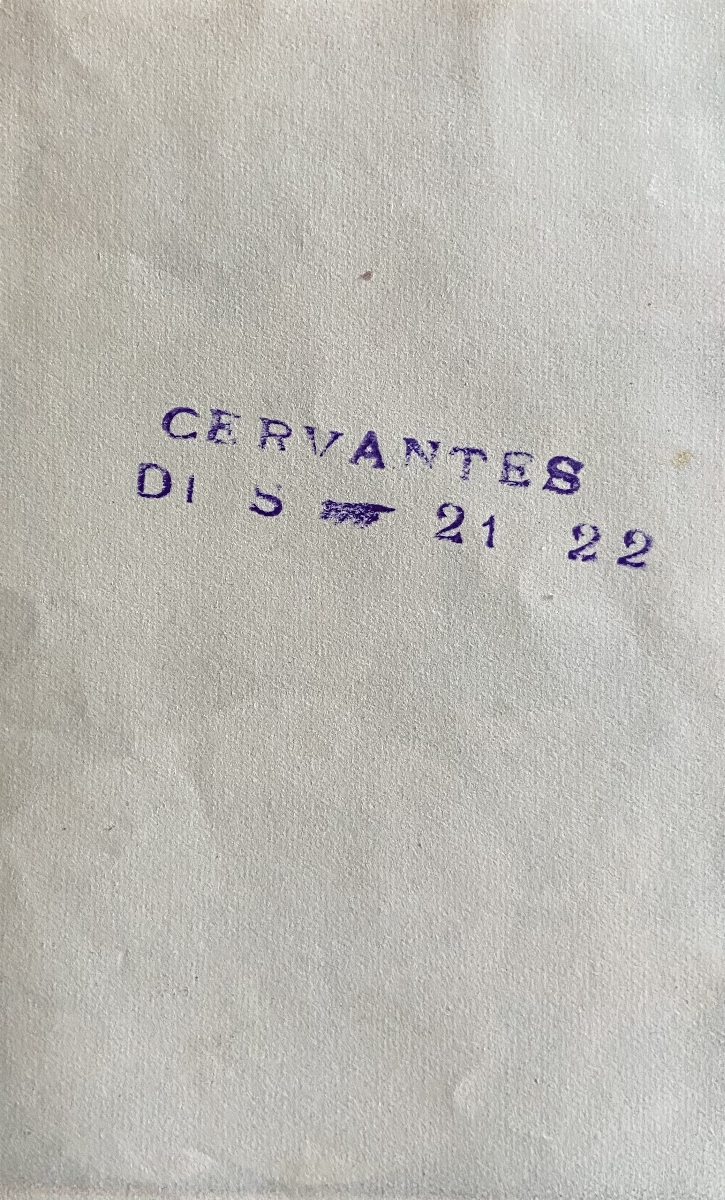 CERVANTES
DI S 21 22